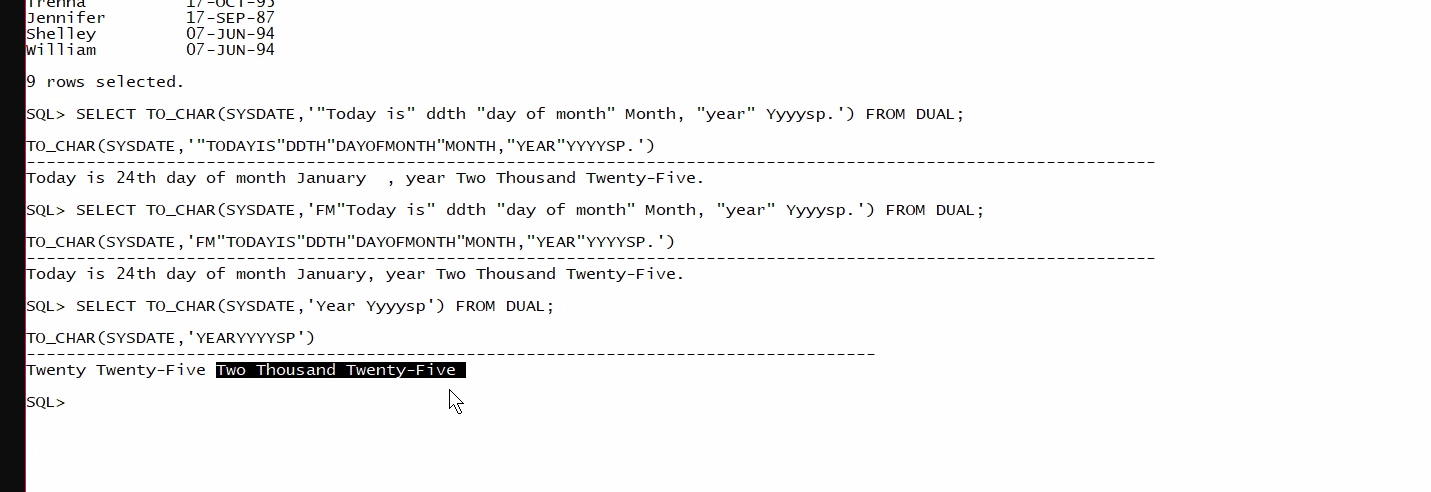 Trenna 17-OCT-95
Jennifer 17-SEP-87
Shelley 07-JUN-94
William 07-JUN-94
9 rows selected.
SQL> SELECT TO_CHAR(SYSDATE,'"Today is" ddth "day of month" Month, "year" Yyyysp.') FROM DUAL;
TO_CHAR(SYSDATE,'"TODAYIS"DDTH"DAYOFMONTH"MONTH,"YEAR"YYYYSP.')
--------------------------------------------------------------------------------------------------------------------
Today is 24th day of month January  , year Two Thousand Twenty-Five.
SQL> SELECT TO_CHAR(SYSDATE,'FM"Today is" ddth "day of month" Month, "year" Yyyysp.') FROM DUAL;
TO_CHAR(SYSDATE,'FM"TODAYIS"DDTH"DAYOFMONTH"MONTH,"YEAR"YYYYSP.')
--------------------------------------------------------------------------------------------------------------------
Today is 24th day of month January, year Two Thousand Twenty-Five.
SQL> SELECT TO_CHAR(SYSDATE,'Year Yyyysp') FROM DUAL;
TO_CHAR(SYSDATE,'YEARYYYYSP')
-------------------------------------------------------------------------------------
Twenty Twenty-Five Two Thousand Twenty-Five
SQL>